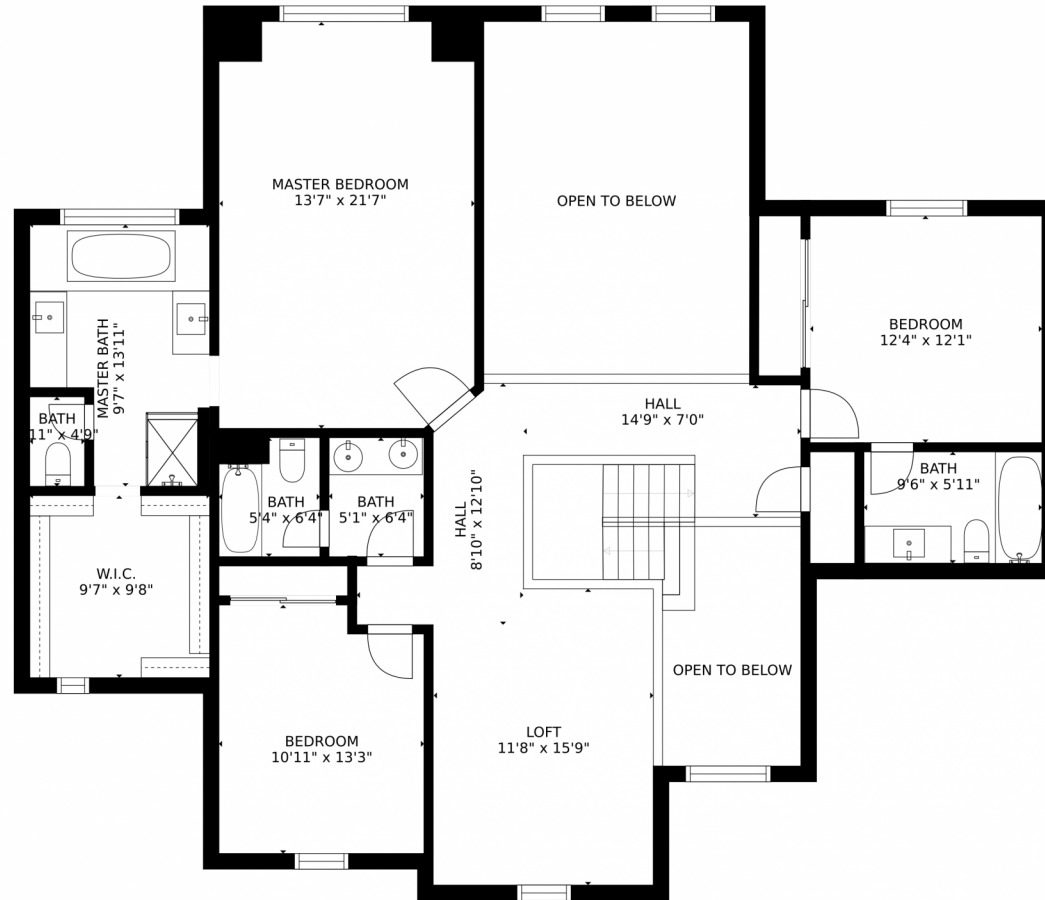 MASTER BEDROOM
13'7" x 21'7"
OPEN TO BELOW
BEDROOM
12'4" x 12'1"
MASTER BATH
9'7" x 13'11"
HALL
14'9" x 7'0"
BATH
11" x 4'9"
BATH
5'4" x 6'4"
BATH
5'1" x 6'4"
HALL
8'10" x 12'10"
BATH
9'6" x 5'11"
W.I.C.
9'7" x 9'8"
OPEN TO BELOW
BEDROOM
10'11" x 13'3"
LOFT
11'8" x 15'9"